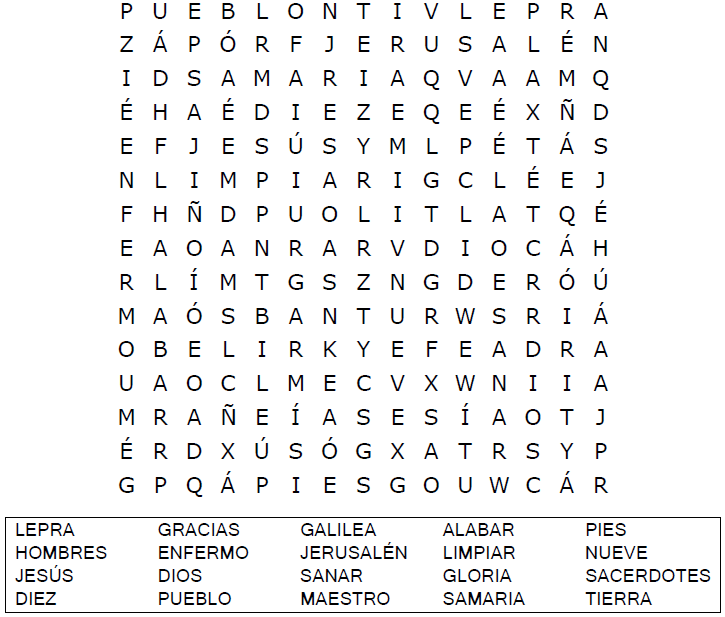 P U E B L O N T I V L E P R A
Z Á P Ó R F J E R U S A L É N
I D S A M A R I A Q V A A M Q
É H A É D I E Z E Q E É X Ñ D
E F J E S Ú S Y M L P É T Á S
N L I M P I A R I G C L É E J
F H Ñ D P U O L I T L A T Q É
E A O A N R A R V D I O C Á H
R L Í M T G S Z N G D E R Ó Ú
M A Ó S B A N T U R W S R I Á
O B E L I R K Y E F E A D R A
U A O C L M E C V X W N I I A
M R A Ñ E Í A S E S Í A O T J
É R D X Ú S Ó G X A T R S Y P
G P Q Á P I E S G O U W C Á R
LEPRA GRACIAS GALILEA ALABAR PIES
HOMBRES ENFERMO JERUSALÉN LIMPIAR NUEVE
JESÚS DIOS SANAR GLORIA SACERDOTES
DIEZ PUEBLO MAESTRO SAMARIA TIERRA